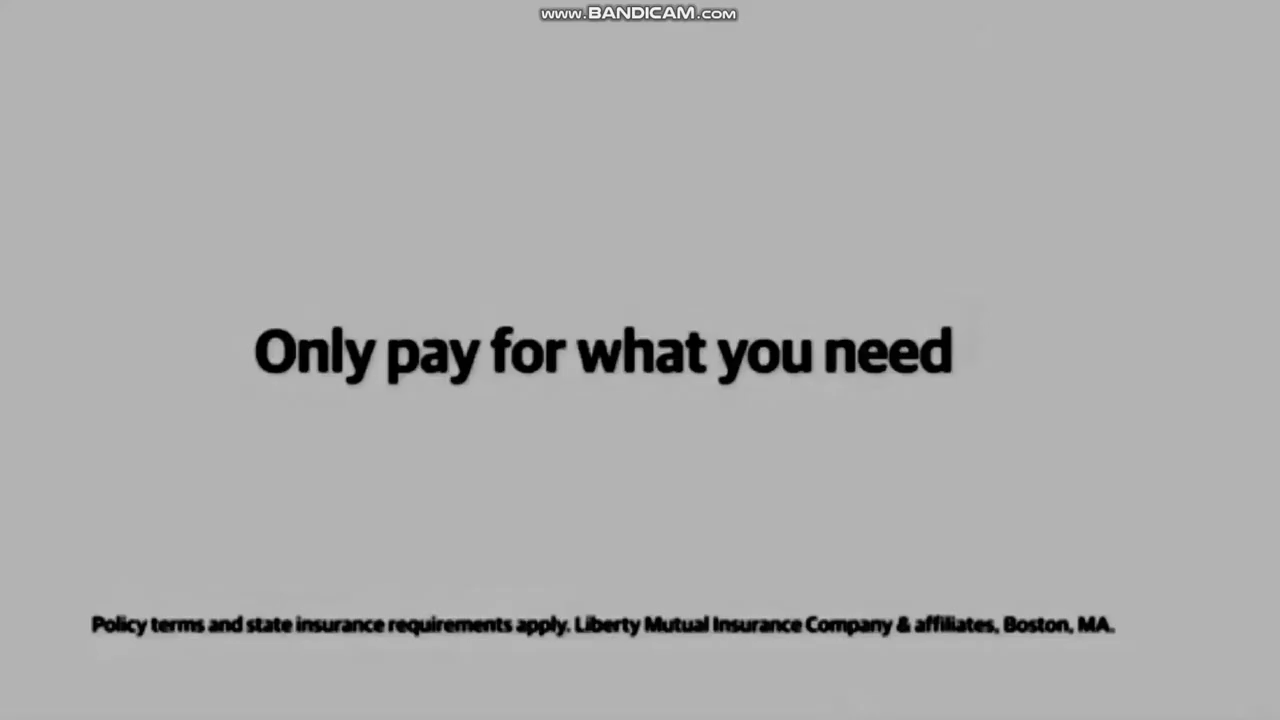 www.BANDICAM.com
Only pay for what you need
Policy terms and state insurance requirements apply. Liberty Mutual Insurance Company & affiliates, Boston, MA.